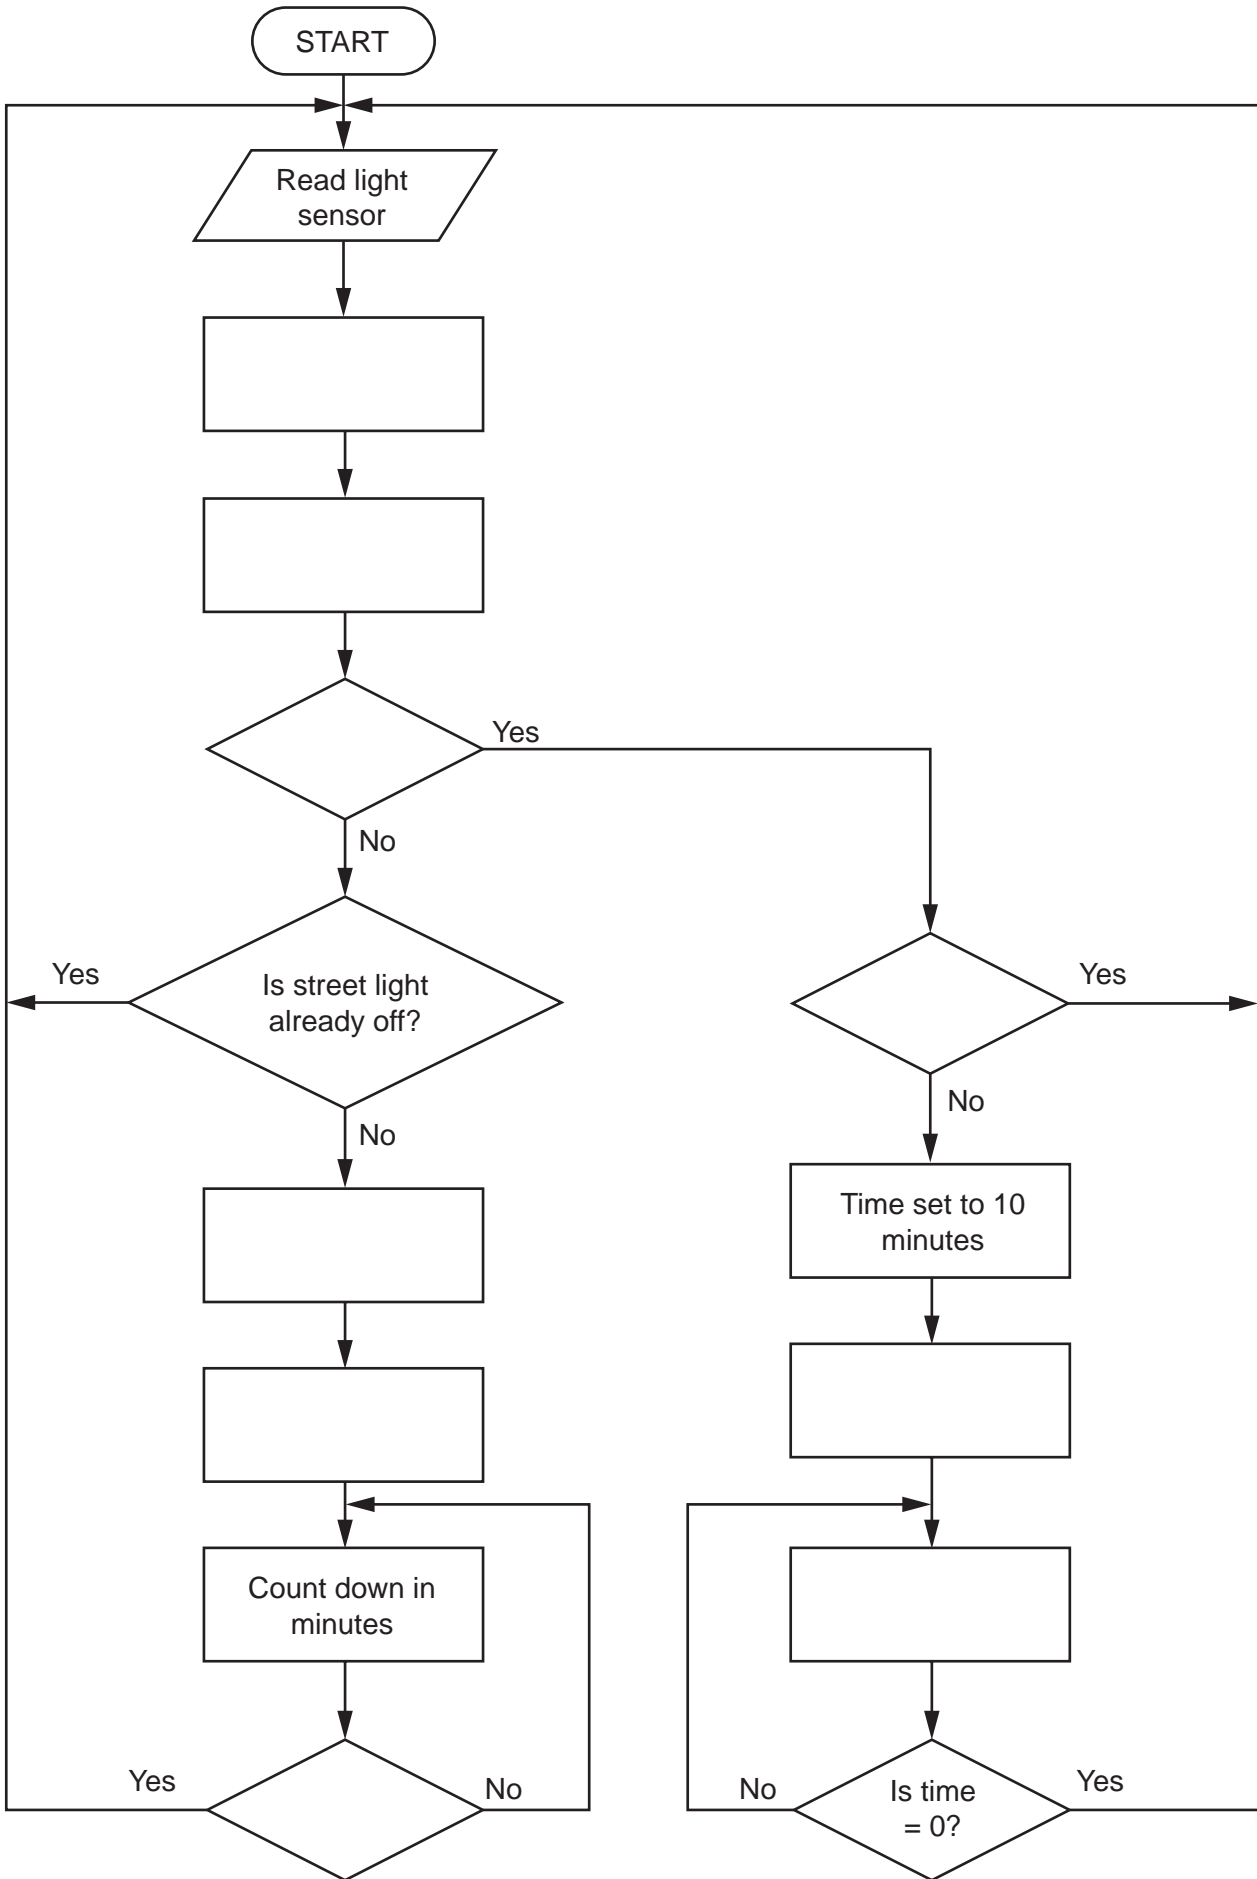 START
Read light
sensor
Yes
No
Yes
Is street light
already off?
Yes
No
No
Time set to 10
minutes
Count down in
minutes
Yes
No
No
Is time
= 0?
Yes